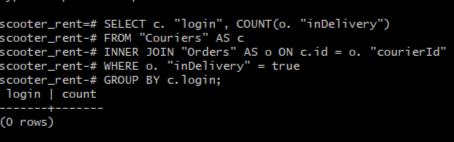 scooter_rent=# SELECT c. "login", COUNT(o. "inDelivery")
scooter_rent-# FROM "Couriers" AS c
scooter_rent-# INNER JOIN "Orders" AS o ON c.id = o. "courierId"
scooter_rent-# WHERE o. "inDelivery" = true
scooter_rent-# GROUP BY c.login;
login | count
-------+-------
(0 rows)